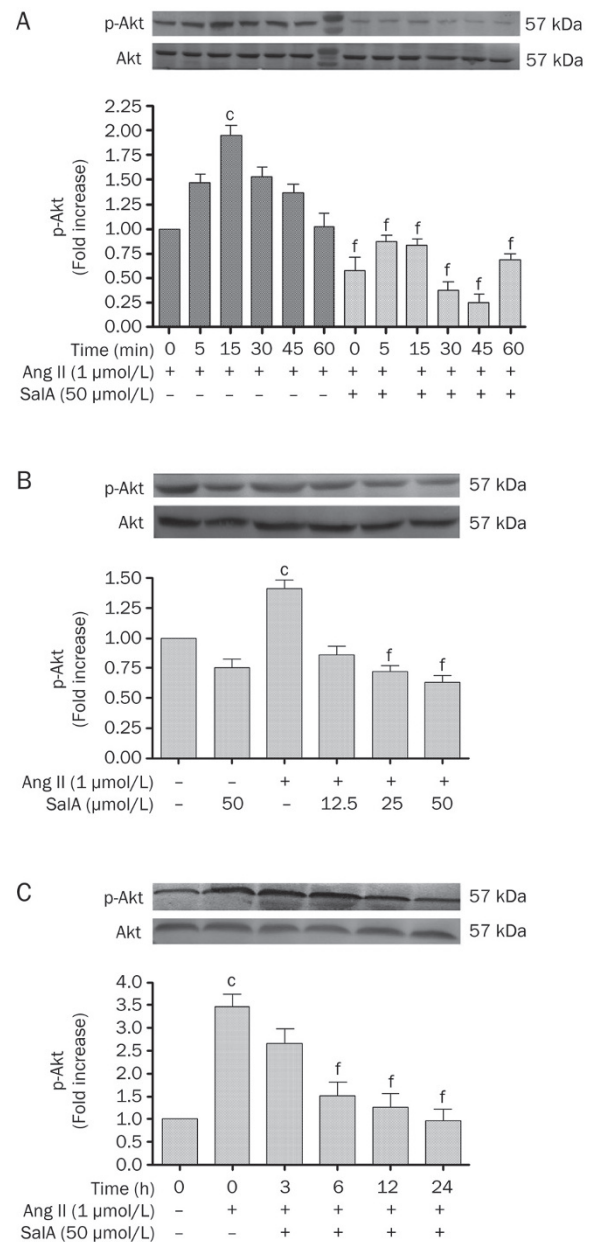 A
p-Akt 57 kDa
Akt 57 kDa
p-Akt
(Fold increase)
2.25
2.00
1.75
1.50
1.25
1.00
0.75
0.50
0.25
0.00
c
f f f f f f
Time (min) 0 5 15 30 45 60 0 5 15 30 45 60
Ang II (1 µmol/L) + + + + + + + + + + + +
SalA (50 µmol/L) – – – – – – + + + + + +
B
p-Akt 57 kDa
Akt 57 kDa
p-Akt
(Fold increase)
1.50
1.00
0.75
0.50
0.25
0.00
c
f f
Ang II (1 µmol/L) – – + + + +
SalA (µmol/L) – 50 – 12.5 25 50
C
p-Akt 57 kDa
Akt 57 kDa
p-Akt
(Fold increase)
4.0
3.5
3.0
2.5
2.0
1.5
1.0
0.5
0.0
c
f f f
Time (h) 0 0 3 6 12 24
Ang II (1 µmol/L) – + + + + +
SalA (50 µmol/L) – – + + + +